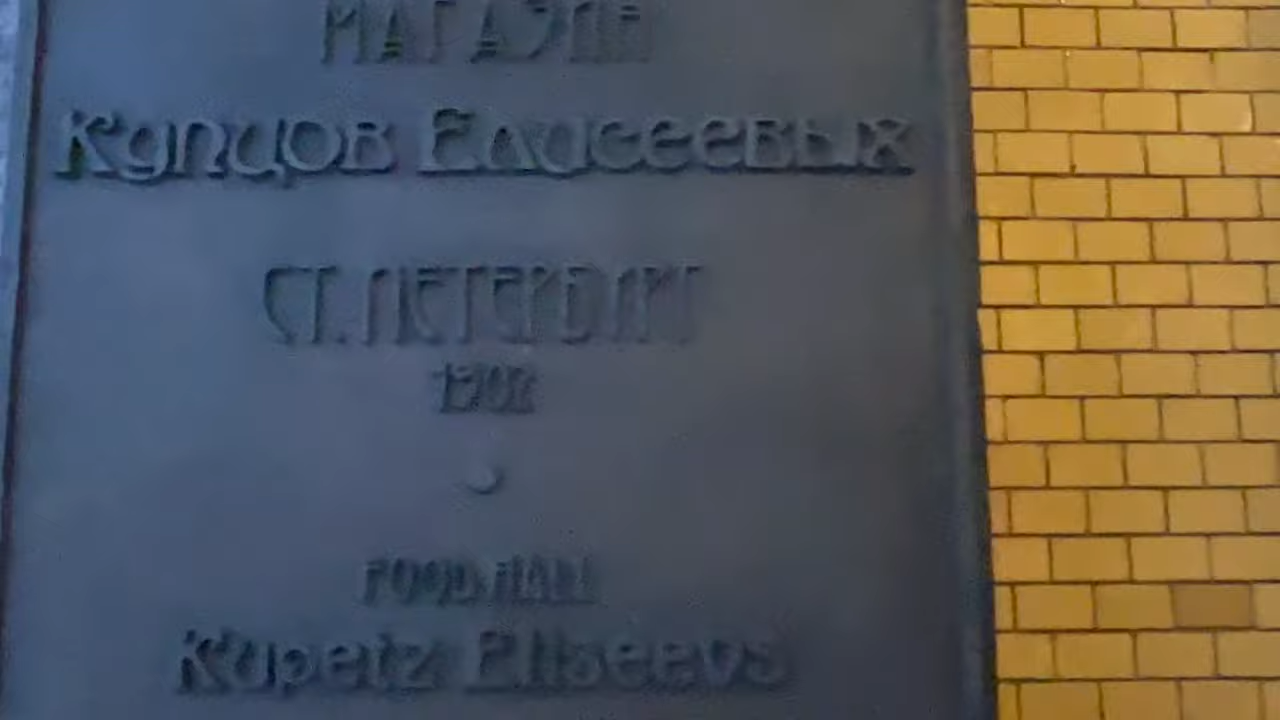 МАГАЗИН
Купцов Елисеевых
СТ. ПЕТЕРБУРГ
1902
FOOD HALL
Kupetz Eliseevs